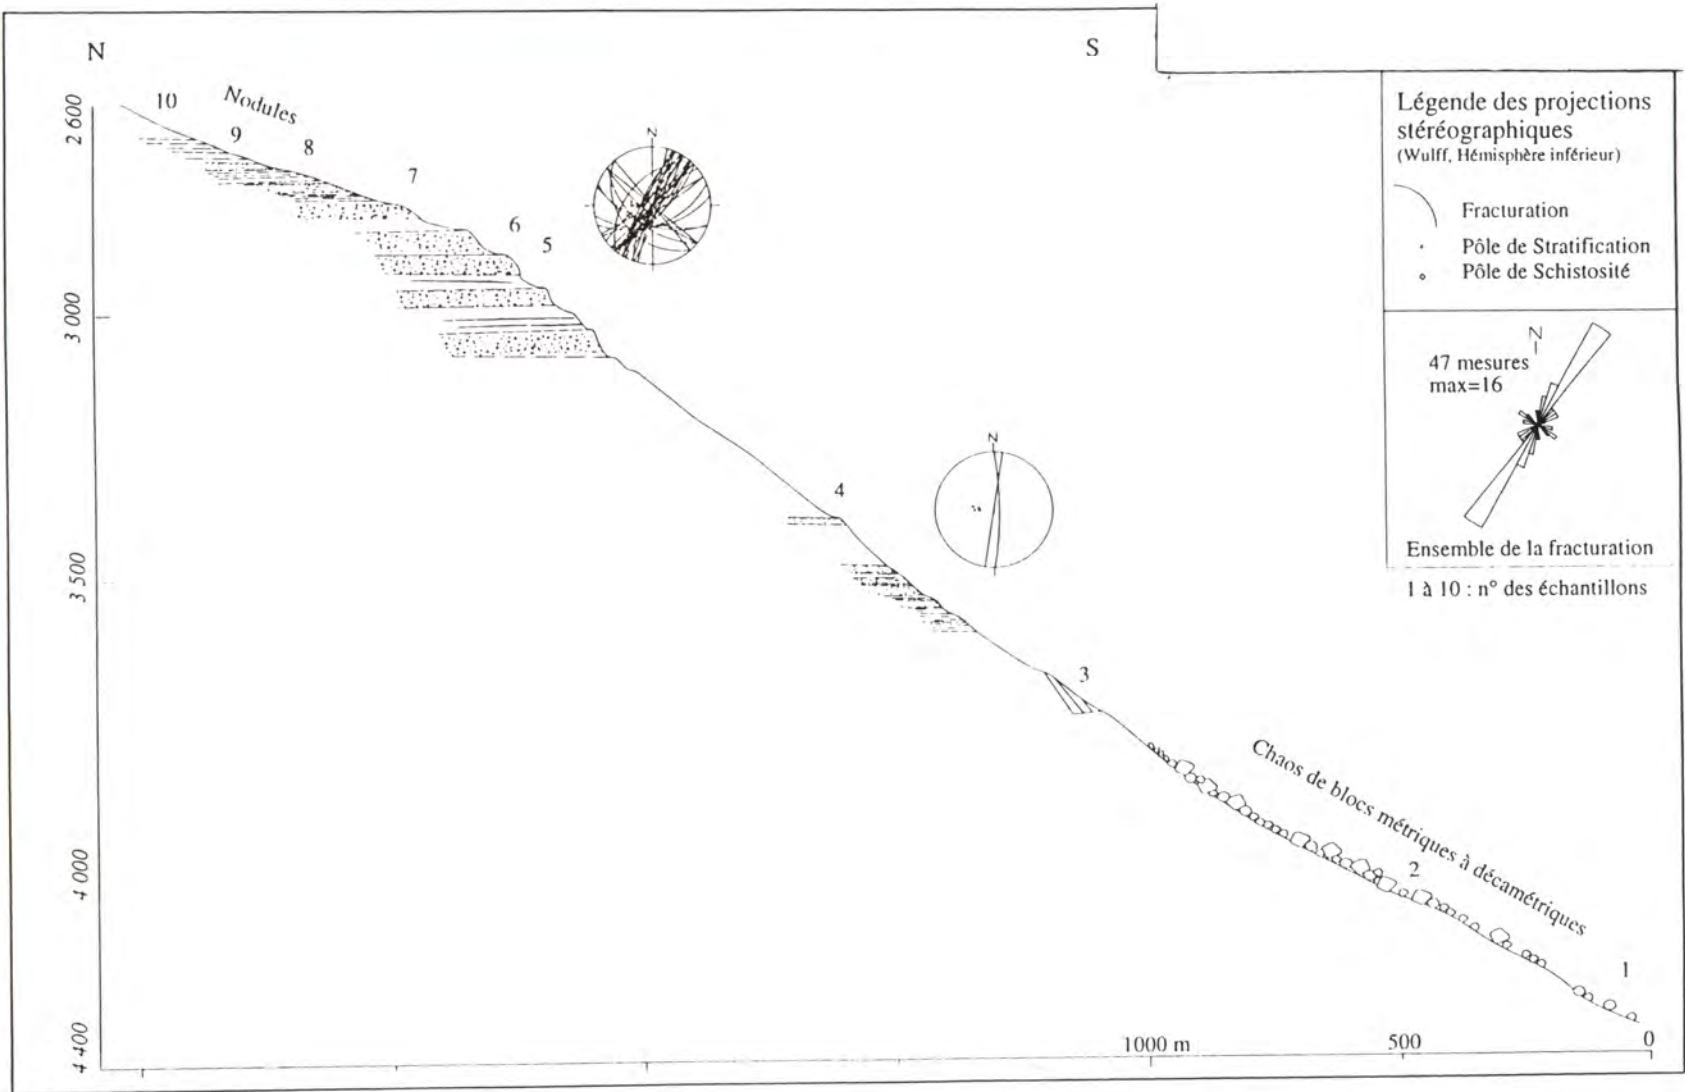 N
S
10
Nodules
9
8
7
6
5
2 600
3 000
3 500
4 000
4 400
N
4
N
3
Chaos de blocs métriques à décamétriques
2
1
1000 m
500
0
Légende des projections
stéréographiques
(Wulff, Hémisphère inférieur)
Fracturation
Pôle de Stratification
Pôle de Schistosité
N
47 mesures
max=16
Ensemble de la fracturation
1 à 10 : n° des échantillons